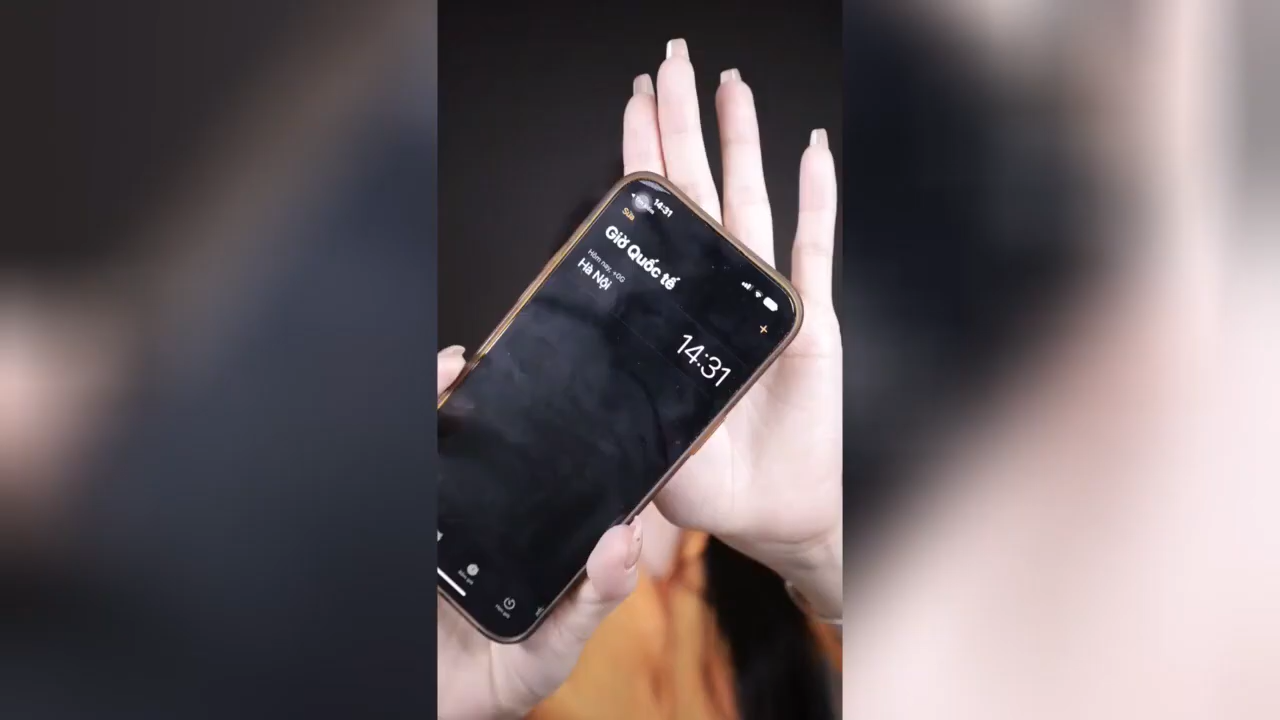 14:31
Sửa
Giờ Quốc tế
Hôm nay, +0G
Hà Nội
14:31